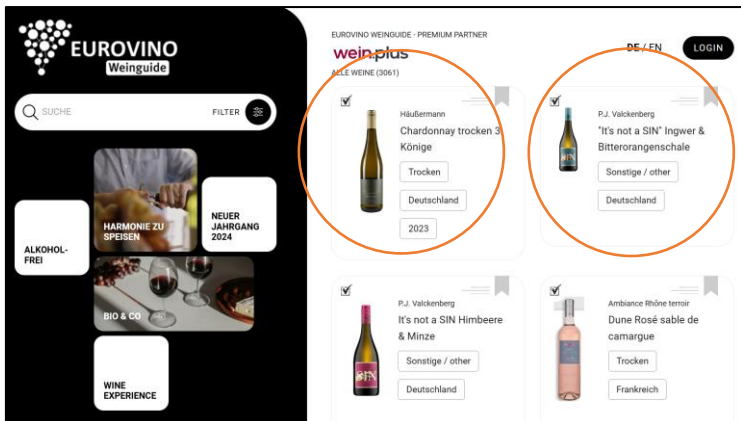 EUROVINO
Weinguide
SUCHE
FILTER
HARMONIE ZU
SPEISEN
NEUER
JAHRGANG
2024
ALKOHOL-
FREI
BIO & CO
WINE
EXPERIENCE
EUROVINO WEINGUIDE - PREMIUM PARTNER
wein.plus
DE / EN
LOGIN
ALLE WEINE (3061)
Häußermann
Chardonnay trocken 3
Könige
Trocken
Deutschland
2023
P.J. Valckenberg
"It's not a SIN" Ingwer &
Bitterorangenschale
Sonstige / other
Deutschland
SIN
P.J. Valckenberg
It's not a SIN Himbeere
& Minze
Sonstige / other
Deutschland
SIN
Ambiance Rhône terroir
Dune Rosé sable de
camargue
Trocken
Frankreich